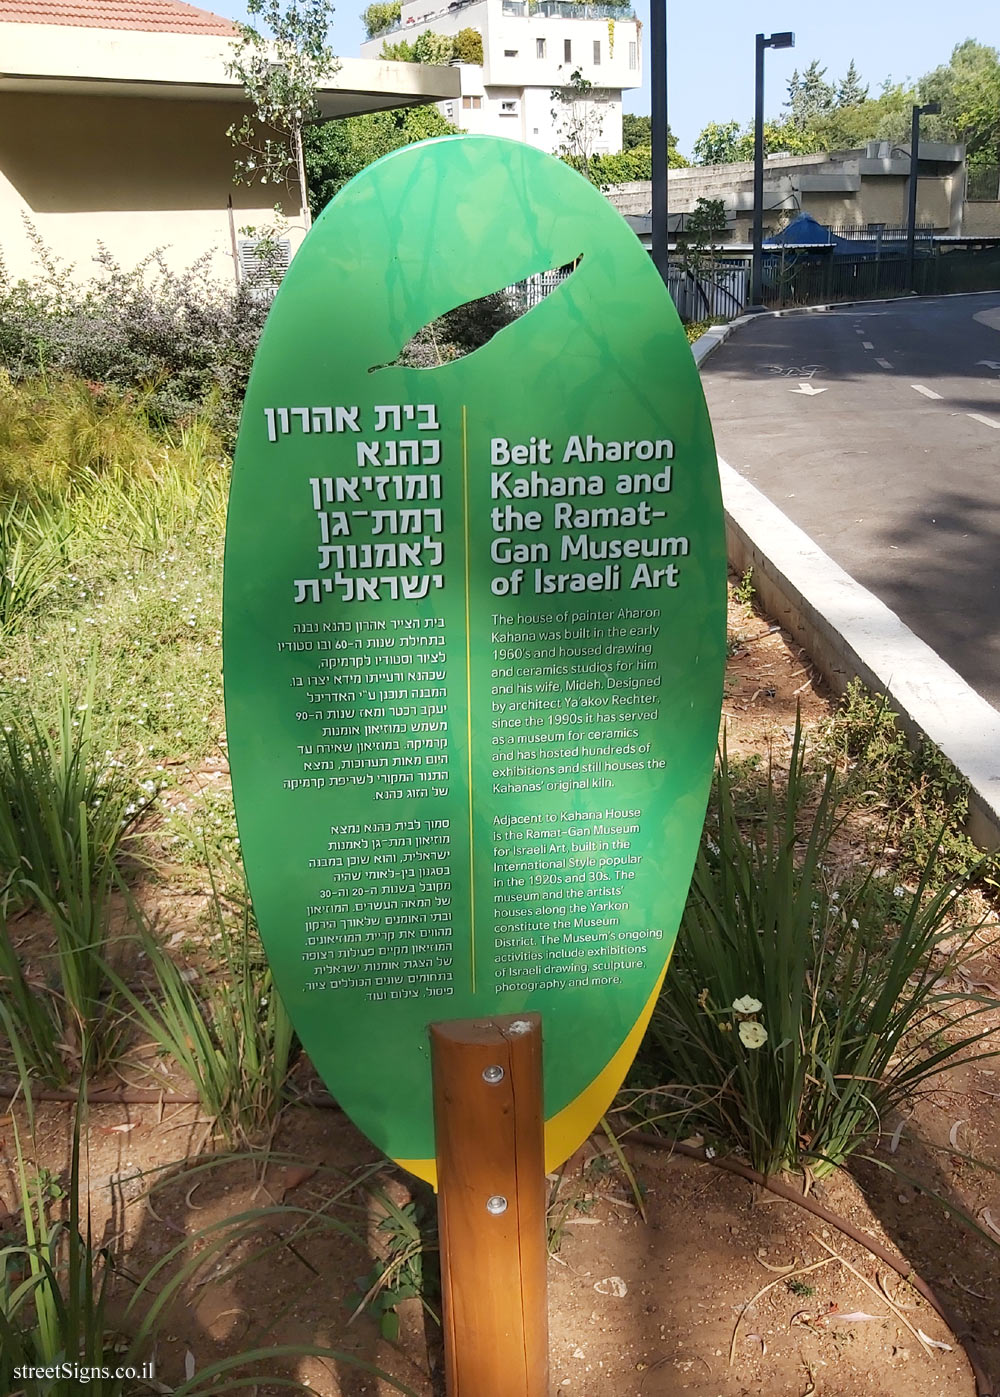 בית אהרון
כהנא
ומוזיאון
רמת-גן
לאמנות
ישראלית
בית הצייר אהרון כהנא נבנה
בתחילת שנות ה-60 ובו סטודיו
לציור וסטודיו לקרמיקה,
שכהנא ורעייתו מידא יצרו בו.
המבנה תוכנן ע״י האדריכל
יעקב רכטר ומאז שנות ה-90
משמש כמוזיאון אומנות
קרמיקה. במוזיאון שאירח עד
היום מאות תערוכות, נמצא
התנור המקורי לשריפת קרמיקה
של הזוג כהנא.
סמוך לבית כהנא נמצא
מוזיאון רמת-גן לאמנות
ישראלית, והוא שוכן במבנה
בסגנון בין-לאומי שהיה
מקובל בשנות ה-20 וה-30
של המאה העשרים. המוזיאון
ובתי האומנים שלאורך הירקון
מהווים את קריית המוזיאונים.
המוזיאון מקיים פעילות רצופה
של הצגת אומנות ישראלית
בתחומים שונים הכוללים ציור,
פיסול, צילום ועוד.
Beit Aharon
Kahana and
the Ramat-
Gan Museum
of Israeli Art
The house of painter Aharon
Kahana was built in the early
1960's and housed drawing
and ceramics studios for him
and his wife, Mideh. Designed
by architect Ya'akov Rechter,
since the 1990s it has served
as a museum for ceramics
and has hosted hundreds of
exhibitions and still houses the
Kahanas' original kiln.
Adjacent to Kahana House
is the Ramat-Gan Museum
for Israeli Art, built in the
International Style popular
in the 1920s and 30s. The
museum and the artists'
houses along the Yarkon
constitute the Museum
District. The Museum's ongoing
activities include exhibitions
of Israeli drawing, sculpture,
photography and more.
streetSigns.co.il